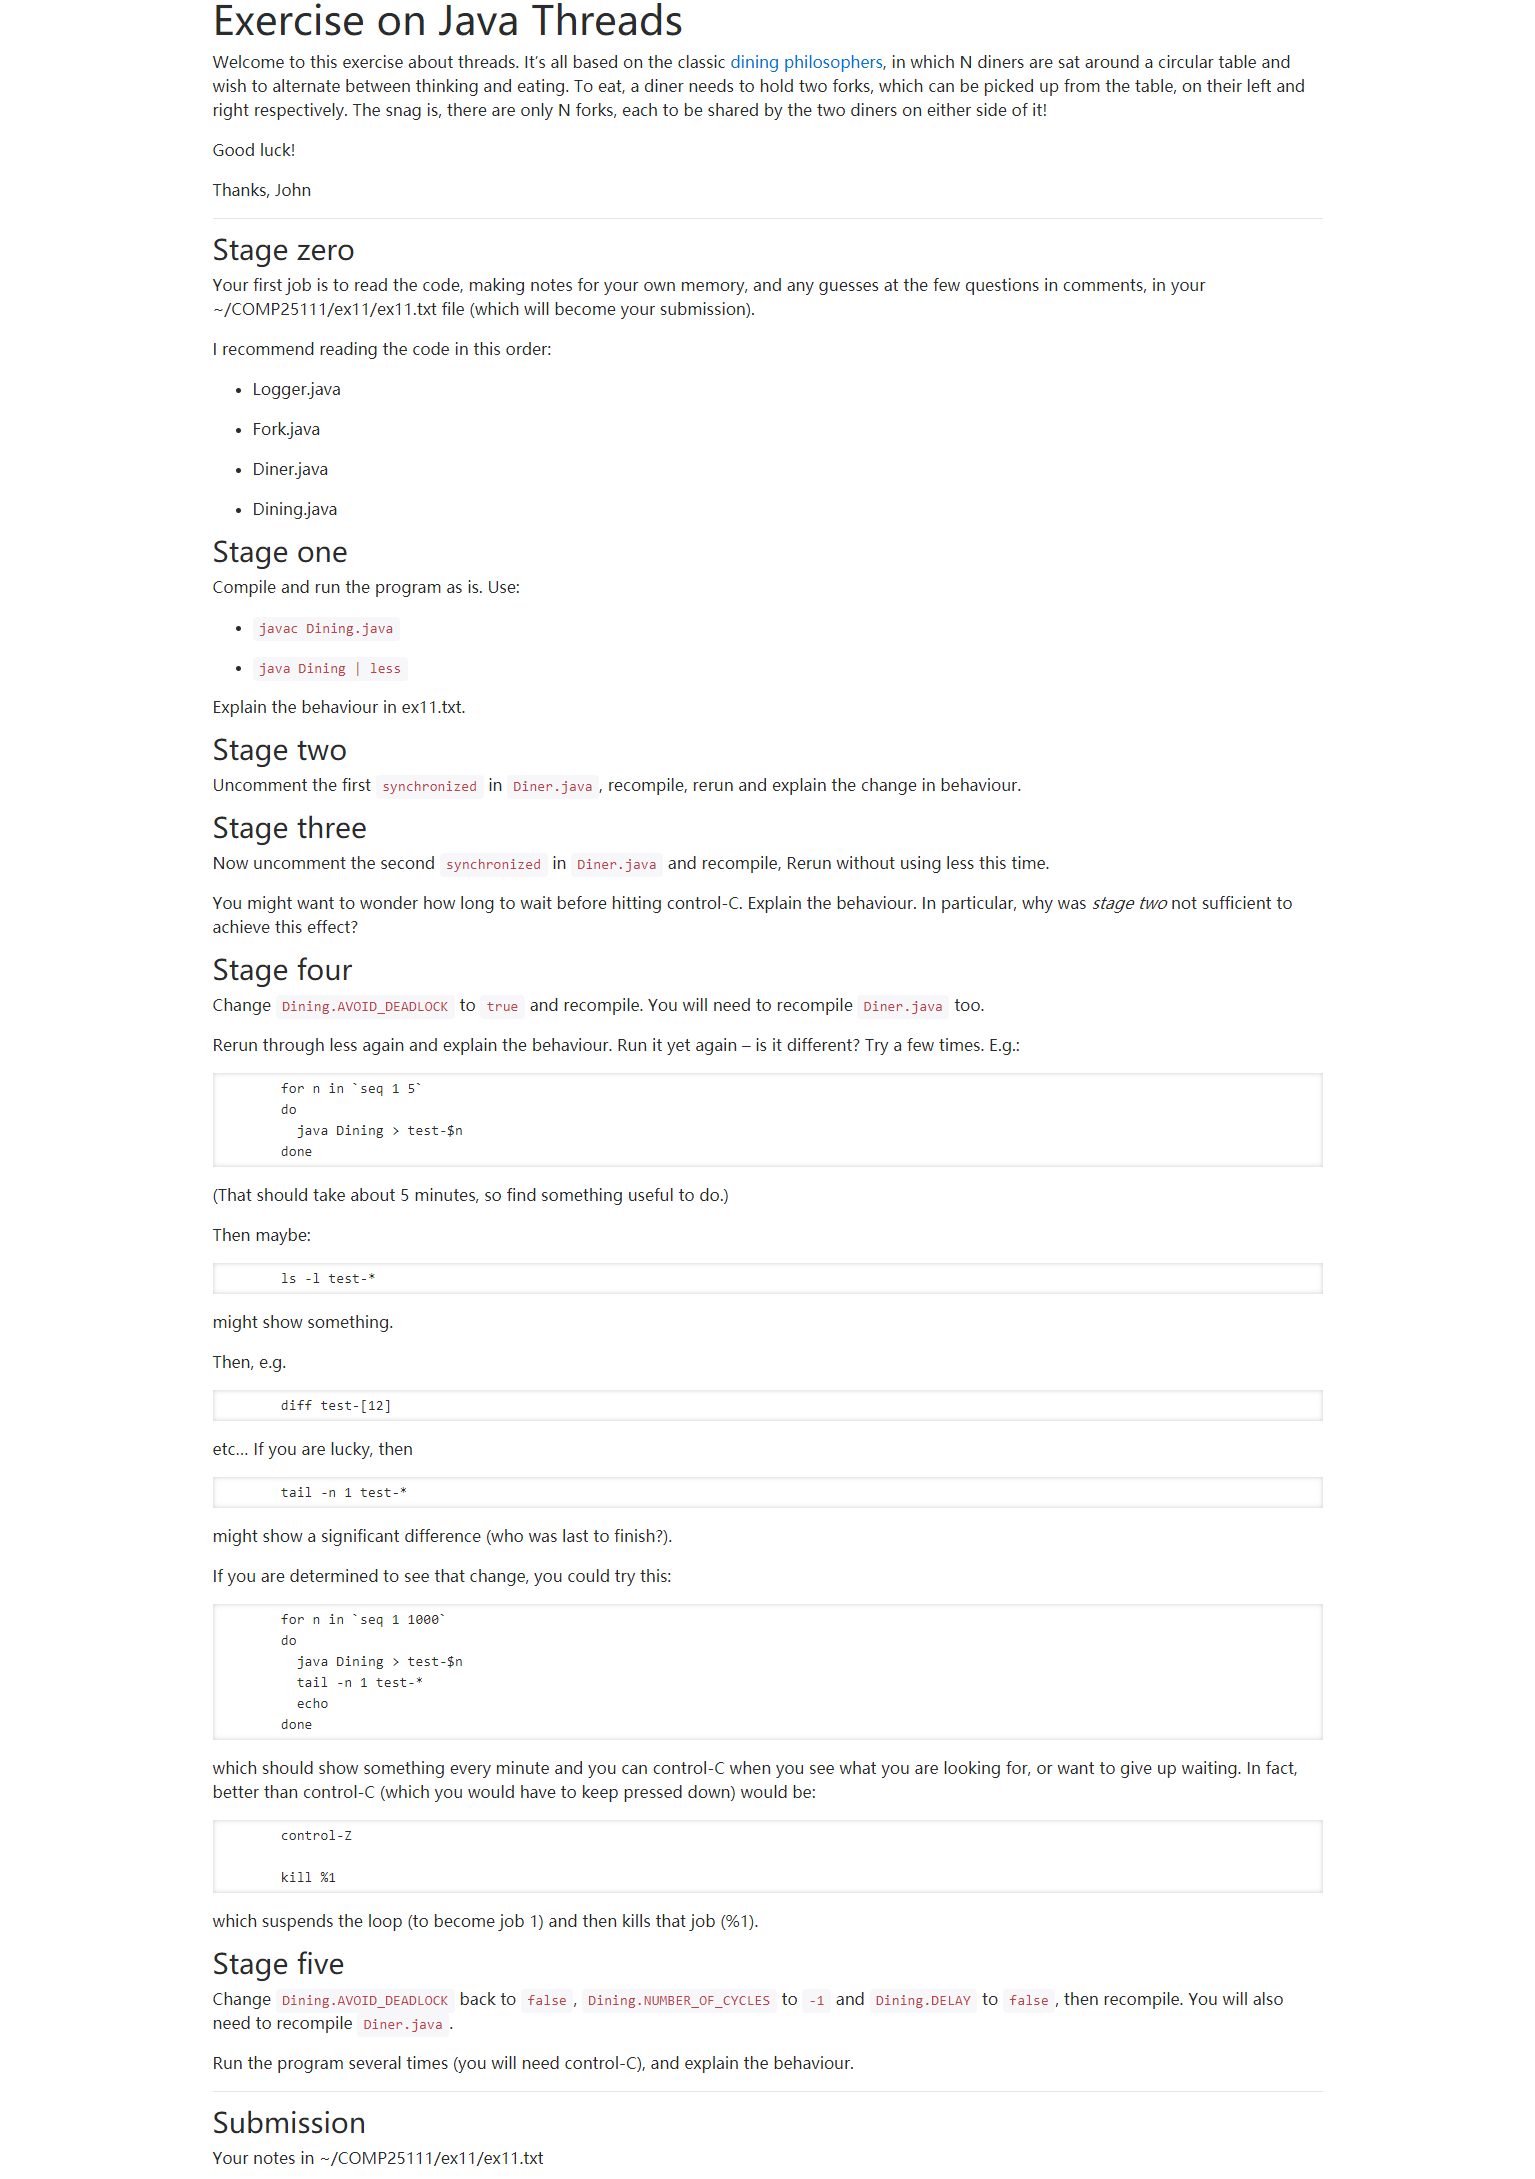 Exercise on Java Threads
Welcome to this exercise about threads. It's all based on the classic dining philosophers, in which N diners are sat around a circular table and
wish to alternate between thinking and eating. To eat, a diner needs to hold two forks, which can be picked up from the table, on their left and
right respectively. The snag is, there are only N forks, each to be shared by the two diners on either side of it!
Good luck!
Thanks, John
Stage zero
Your first job is to read the code, making notes for your own memory, and any guesses at the few questions in comments, in your
~/COMP25111/ex11/ex11.txt file (which will become your submission).
I recommend reading the code in this order:
• Logger.java
• Fork.java
• Diner.java
• Dining.java
Stage one
Compile and run the program as is. Use:
• javac Dining.java
• java Dining | less
Explain the behaviour in ex11.txt.
Stage two
Uncomment the first synchronized in Diner.java , recompile, rerun and explain the change in behaviour.
Stage three
Now uncomment the second synchronized in Diner.java and recompile, Rerun without using less this time.
You might want to wonder how long to wait before hitting control-C. Explain the behaviour. In particular, why was stage two not sufficient to
achieve this effect?
Stage four
Change Dining.AVOID_DEADLOCK to true and recompile. You will need to recompile Diner.java too.
Rerun through less again and explain the behaviour. Run it yet again – is it different? Try a few times. E.g.:
for n in `seq 1 5`
do
java Dining > test-$n
done
(That should take about 5 minutes, so find something useful to do.)
Then maybe:
ls -l test-*
might show something.
Then, e.g.
diff test-[12]
etc... If you are lucky, then
tail -n 1 test-*
might show a significant difference (who was last to finish?).
If you are determined to see that change, you could try this:
for n in `seq 1 1000`
do
java Dining > test-$n
tail -n 1 test-*
echo
done
which should show something every minute and you can control-C when you see what you are looking for, or want to give up waiting. In fact,
better than control-C (which you would have to keep pressed down) would be:
control-Z
kill %1
which suspends the loop (to become job 1) and then kills that job (%1).
Stage five
Change Dining.AVOID_DEADLOCK back to false , Dining.NUMBER_OF_CYCLES to -1 and Dining.DELAY to false , then recompile. You will also
need to recompile Diner.java .
Run the program several times (you will need control-C), and explain the behaviour.
Submission
Your notes in ~/COMP25111/ex11/ex11.txt